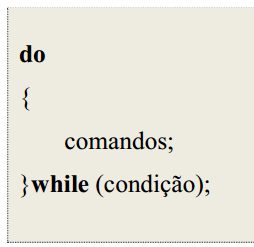 do
{
comandos;
}while (condição);